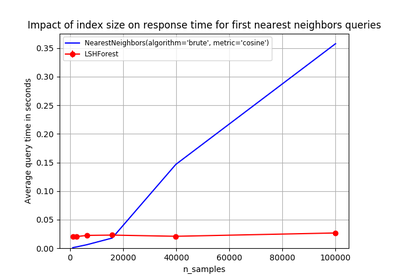 Impact of index size on response time for first nearest neighbors queries
NearestNeighbors(algorithm='brute', metric='cosine')
LSHForest
Average query time in seconds
0.35
0.30
0.25
0.20
0.15
0.10
0.05
0.00
0 20000 40000 60000 80000 100000
n_samples